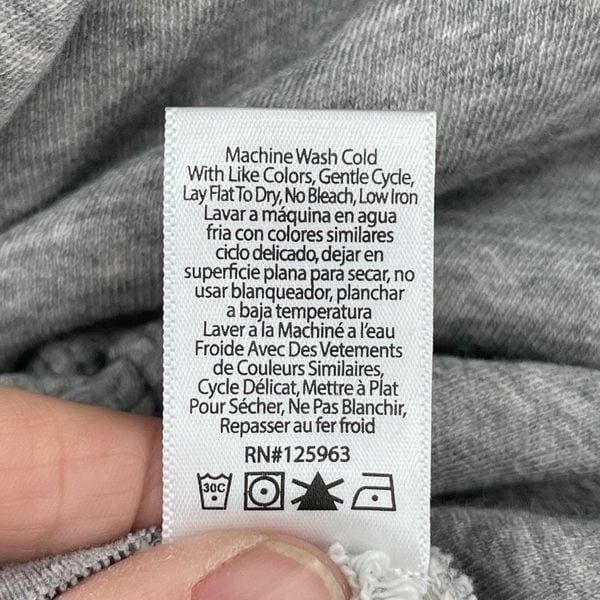 Machine Wash Cold
With Like Colors, Gentle Cycle,
Lay Flat To Dry, No Bleach, Low Iron
Lavar a máquina en agua
fria con colores similares
ciclo delicado, dejar en
superficie plana para secar, no
usar blanqueador, planchar
a baja temperatura
Laver a la Machiné a l'eau
Froide Avec Des Vetements
de Couleurs Similaires,
Cycle Délicat, Mettre à Plat
Pour Sécher, Ne Pas Blanchir,
Repasser au fer froid
RN#125963
30C